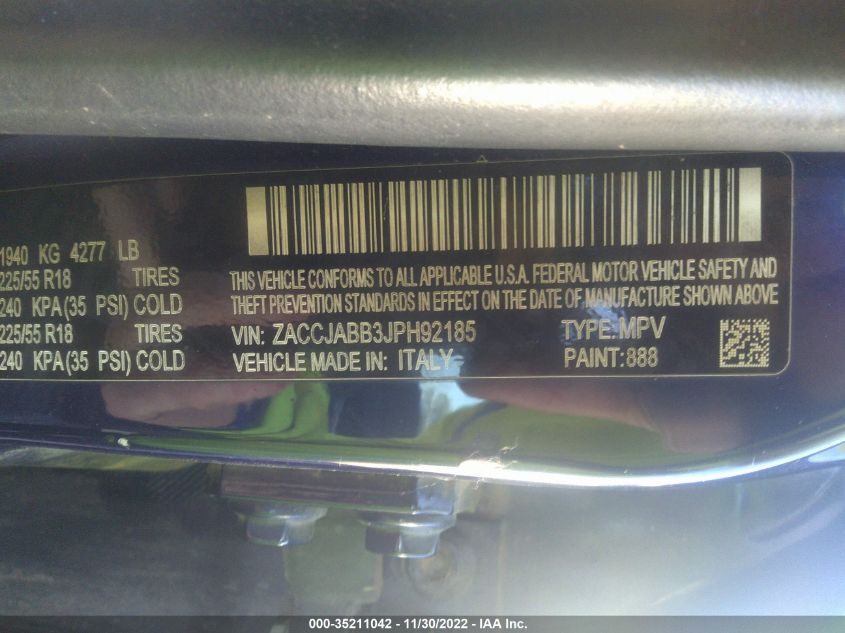 1940 KG 4277 LB
225/55 R18 TIRES
240 KPA(35 PSI) COLD
225/55 R18 TIRES
240 KPA(35 PSI) COLD
THIS VEHICLE CONFORMS TO ALL APPLICABLE U.S.A. FEDERAL MOTOR VEHICLE SAFETY AND
THEFT PREVENTION STANDARDS IN EFFECT ON THE DATE OF MANUFACTURE SHOWN ABOVE
VIN: ZACCJABB3JPH92185 TYPE:MPV
VEHICLE MADE IN: ITALY PAINT:888
000-35211042 - 11/30/2022 - IAA Inc.